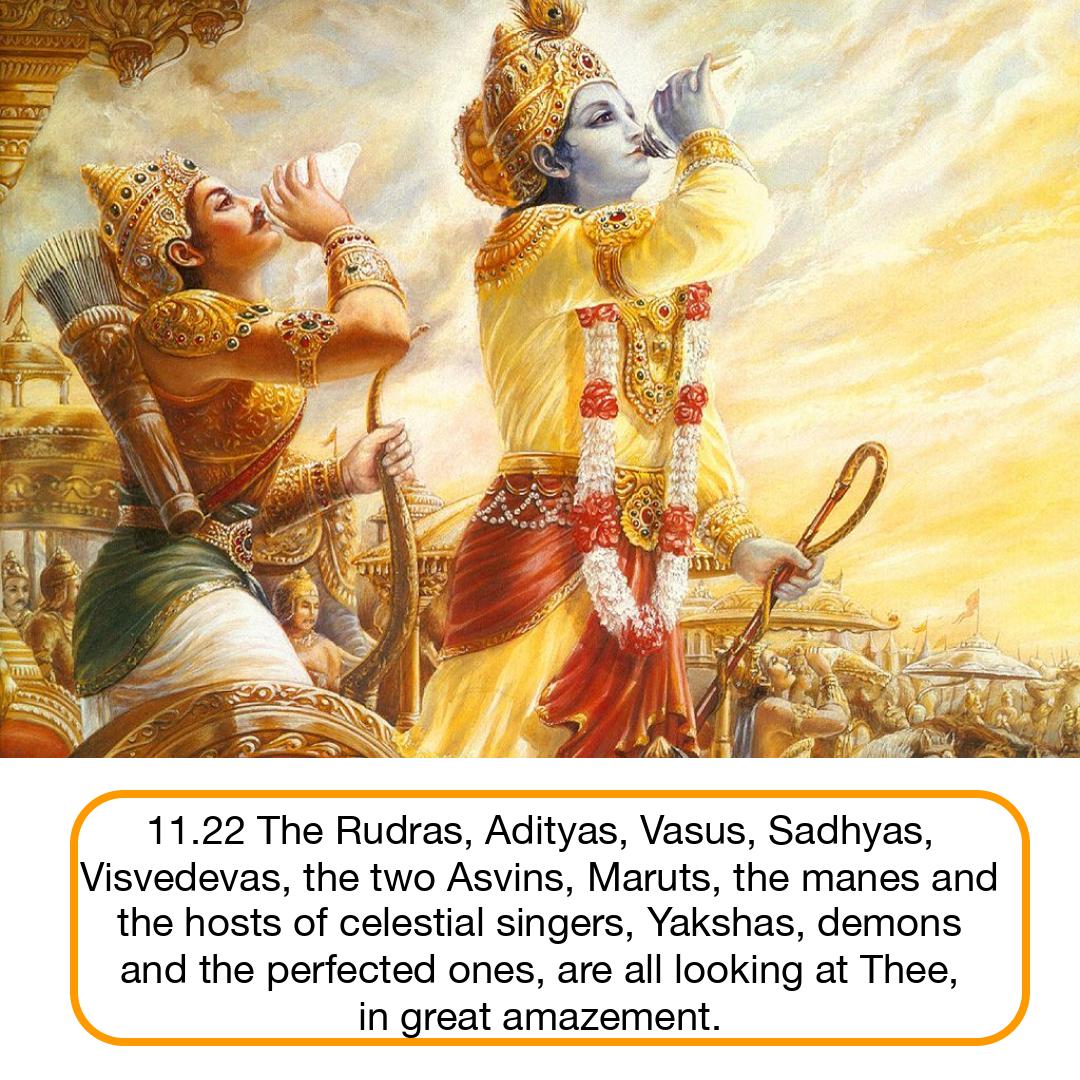 11.22 The Rudras, Adityas, Vasus, Sadhyas,
Visvedevas, the two Asvins, Maruts, the manes and
the hosts of celestial singers, Yakshas, demons
and the perfected ones, are all looking at Thee,
in great amazement.